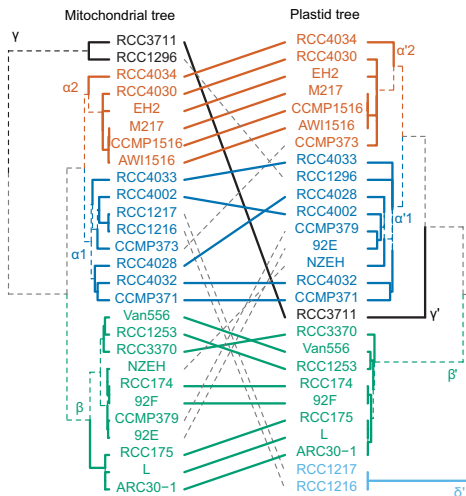 Mitochondrial tree
Plastid tree
γ
RCC3711
RCC1296
α2
RCC4034
RCC4030
EH2
M217
CCMP1516
AWI1516
α1
RCC4033
RCC4002
RCC1217
RCC1216
CCMP373
RCC4028
RCC4032
CCMP371
β
Van556
RCC1253
RCC3370
NZEH
RCC174
92F
CCMP379
92E
RCC175
L
ARC30-1
RCC4034
RCC4030
EH2
M217
CCMP1516
AWI1516
CCMP373
α'2
RCC4033
RCC1296
RCC4028
RCC4002
CCMP379
92E
NZEH
RCC4032
CCMP371
α'1
RCC3711
γ'
RCC3370
Van556
RCC1253
RCC174
92F
RCC175
L
ARC30-1
β'
RCC1217
RCC1216
δ'